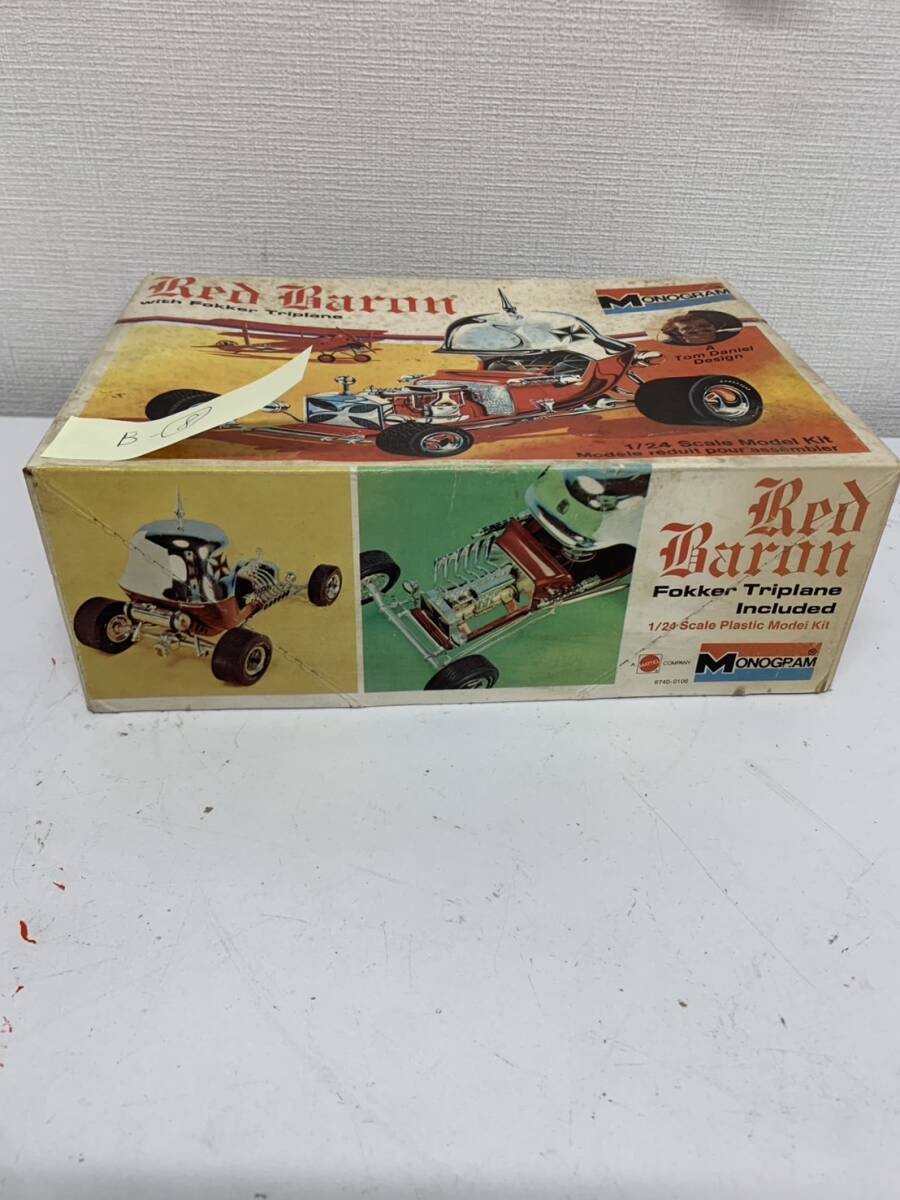 Red Baron
with Fokker Triplane
MONOGRAM
A
Tom Daniel
Design
B-8
1/24 Scale Model Kit
Modèle réduit pour assembler
Red
Baron
Fokker Triplane
Included
1/24 Scale Plastic Model Kit
A MATTEL COMPANY
MONOGRAM®
6740-0100